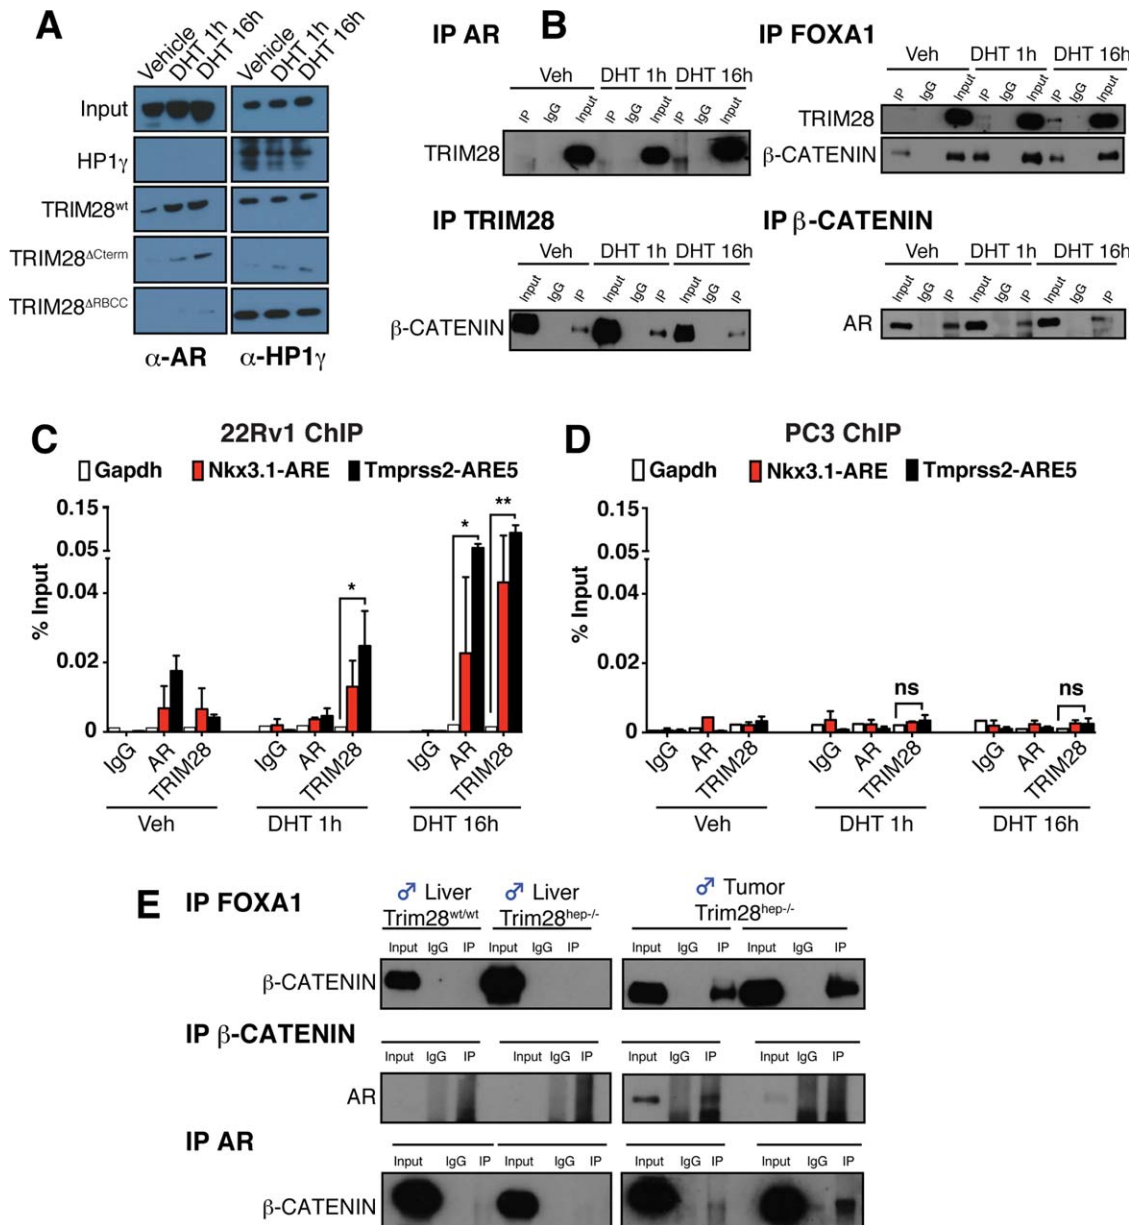 A
Vehicle
DHT 1h
DHT 16h
Vehicle
DHT 1h
DHT 16h
Input
HP1γ
TRIM28wt
TRIM28ΔCterm
TRIM28ΔRBCC
α-AR
α-HP1γ
B
IP AR
Veh DHT 1h DHT 16h
IP IgG Input IP IgG Input IP IgG Input
TRIM28
IP FOXA1
Veh DHT 1h DHT 16h
IP IgG Input IP IgG Input IP IgG Input
TRIM28
β-CATENIN
IP TRIM28
Veh DHT 1h DHT 16h
Input IgG IP Input IgG IP Input IgG IP
β-CATENIN
IP β-CATENIN
Veh DHT 1h DHT 16h
Input IgG IP Input IgG IP Input IgG IP
AR
C
22Rv1 ChIP
Gapdh Nkx3.1-ARE Tmprss2-ARE5
% Input
0.15
0.05
0.04
0.02
0
* * **
IgG AR TRIM28 IgG AR TRIM28 IgG AR TRIM28
Veh DHT 1h DHT 16h
D
PC3 ChIP
Gapdh Nkx3.1-ARE Tmprss2-ARE5
% Input
0.15
0.05
0.04
0.02
0
ns ns
IgG AR TRIM28 IgG AR TRIM28 IgG AR TRIM28
Veh DHT 1h DHT 16h
E
IP FOXA1
♂ Liver ♂ Liver ♂ Tumor
Trim28wt/wt Trim28hep-/- Trim28hep-/-
Input IgG IP Input IgG IP Input IgG IP Input IgG IP
β-CATENIN
IP β-CATENIN
Input IgG IP Input IgG IP Input IgG IP Input IgG IP
AR
IP AR
Input IgG IP Input IgG IP Input IgG IP Input IgG IP
β-CATENIN